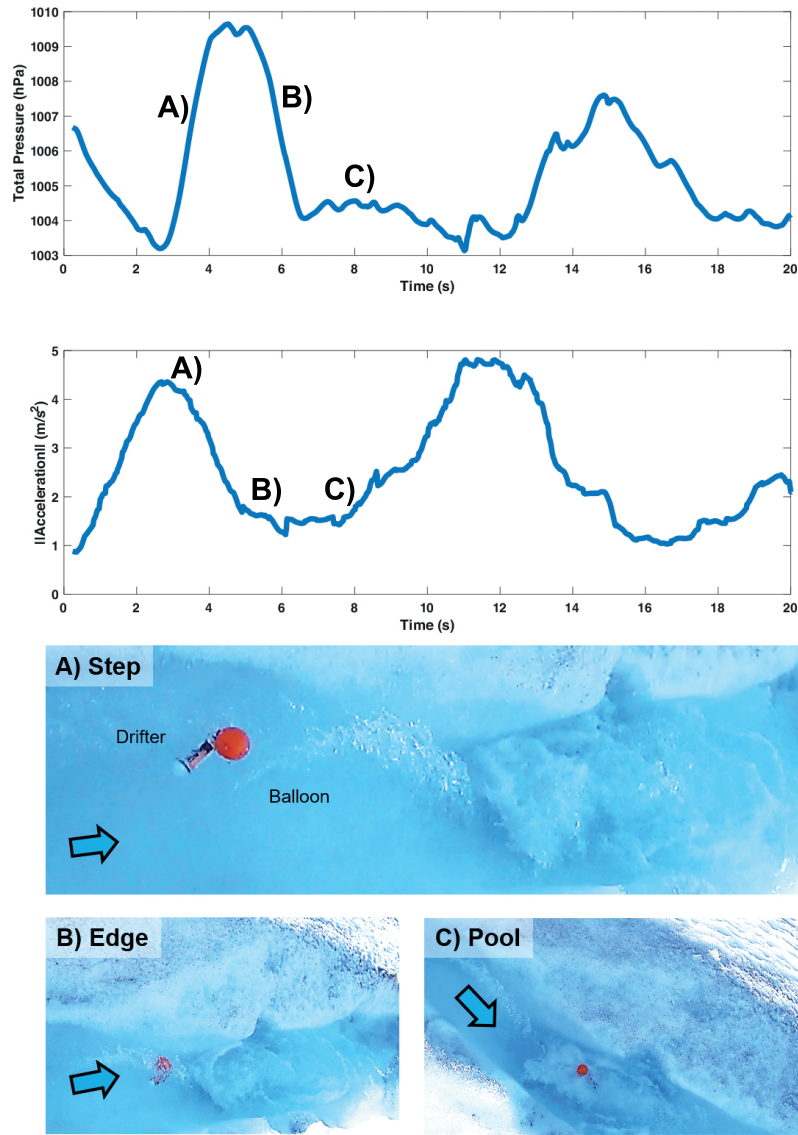 1010
1009
1008
1007
1006
1005
1004
1003
Total Pressure (hPa)
A)
B)
C)
0 2 4 6 8 10 12 14 16 18 20
Time (s)
5
4
3
2
1
0
||Acceleration|| (m/s²)
A)
B)
C)
0 2 4 6 8 10 12 14 16 18 20
Time (s)
A) Step
Drifter
Balloon
B) Edge
C) Pool